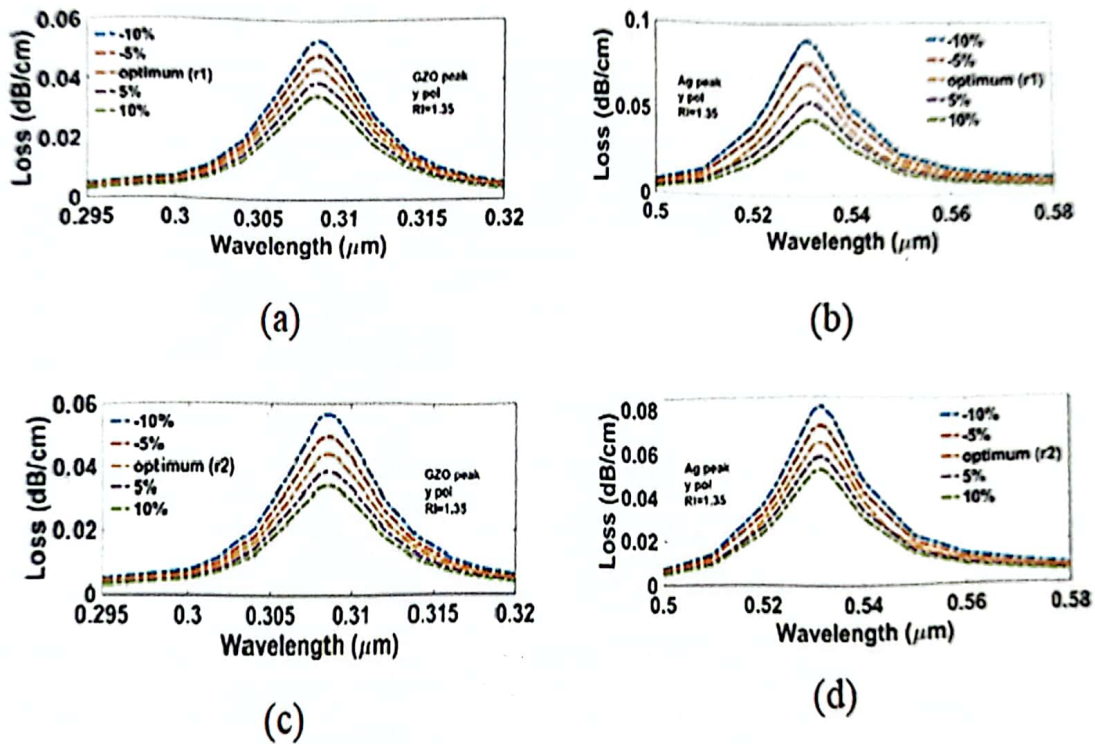 0.06
0.04
0.02
0
Loss (dB/cm)
-10%
-5%
optimum (r1)
5%
10%
GZO peak
y pol
RI=1.35
0.295 0.3 0.305 0.31 0.315 0.32
Wavelength (μm)
(a)
0.1
0.05
0
Loss (dB/cm)
Ag peak
y pol
RI=1.35
-10%
-5%
optimum (r1)
5%
10%
0.5 0.52 0.54 0.56 0.58
Wavelength (μm)
(b)
0.06
0.04
0.02
0
Loss (dB/cm)
-10%
-5%
optimum (r2)
5%
10%
GZO peak
y pol
RI=1.35
0.295 0.3 0.305 0.31 0.315 0.32
Wavelength (μm)
(c)
0.08
0.06
0.04
0.02
0
Loss (dB/cm)
Ag peak
y pol
RI=1.35
-10%
-5%
optimum (r2)
5%
10%
0.5 0.52 0.54 0.56 0.58
Wavelength (μm)
(d)